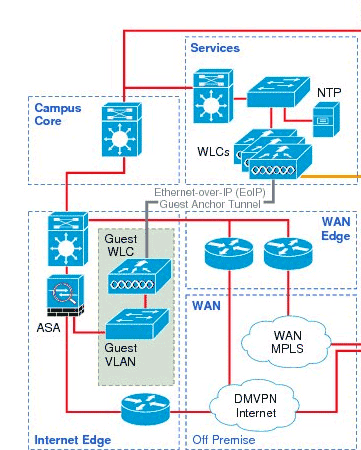 Services
NTP
Campus
Core
WLCs
Ethernet-over-IP (EoIP)
Guest Anchor Tunnel
Guest
WLC
WAN
Edge
ASA
Guest
VLAN
WAN
WAN
MPLS
DMVPN
Internet
Internet Edge
Off Premise